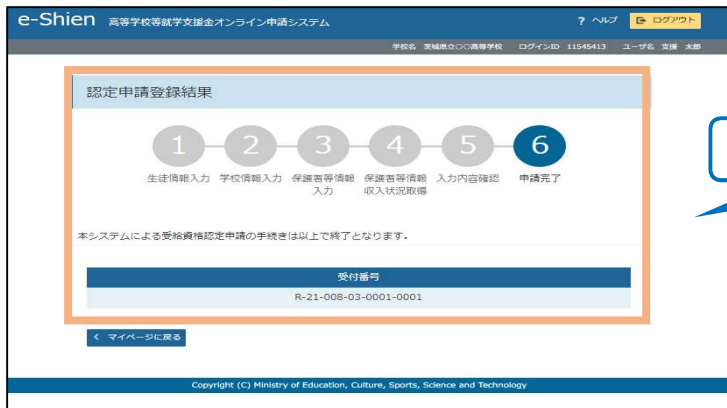 e-Shien 高等学校等就学支援金オンライン申請システム
? ヘルプ ログアウト
学校名 茨城県立○○高等学校 ログインID 11545413 ユーザ名 支援 太郎
認定申請登録結果
1 2 3 4 5 6
生徒情報入力 学校情報入力 保護者等情報 保護者等情報 入力内容確認 申請完了
入力 収入状況取得
本システムによる受給資格認定申請の手続きは以上で終了となります。
受付番号
R-21-008-03-0001-0001
マイページに戻る
Copyright (C) Ministry of Education, Culture, Sports, Science and Technology